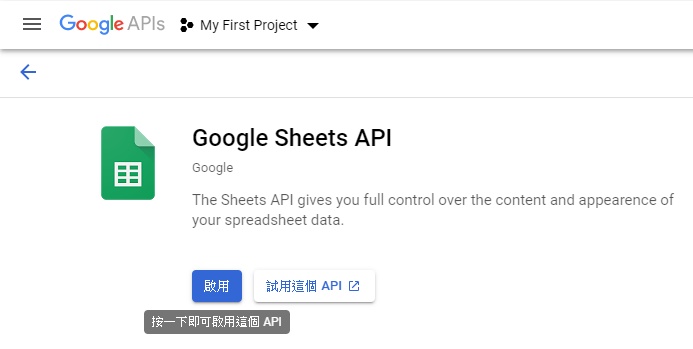 Google APIs My First Project
Google Sheets API
Google
The Sheets API gives you full control over the content and appearence of
your spreadsheet data.
啟用 試用這個 API
按一下即可啟用這個 API